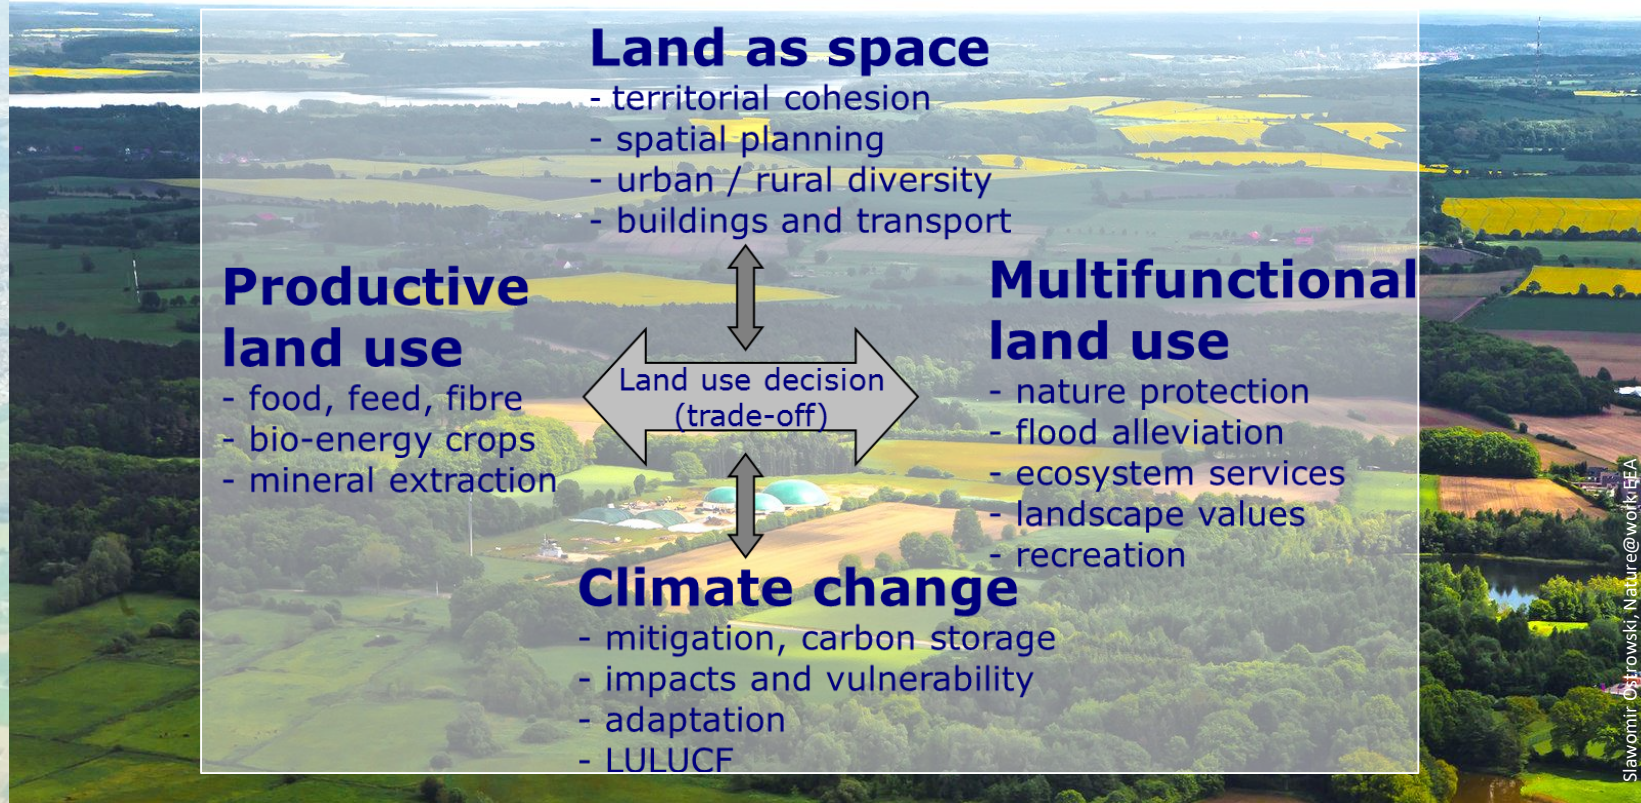 Land as space
- territorial cohesion
- spatial planning
- urban / rural diversity
- buildings and transport
Productive
land use
- food, feed, fibre
- bio-energy crops
- mineral extraction
Land use decision
(trade-off)
Multifunctional
land use
- nature protection
- flood alleviation
- ecosystem services
- landscape values
- recreation
Climate change
- mitigation, carbon storage
- impacts and vulnerability
- adaptation
- LULUCF
Slawomir Ostrowski, Nature@work/EEA